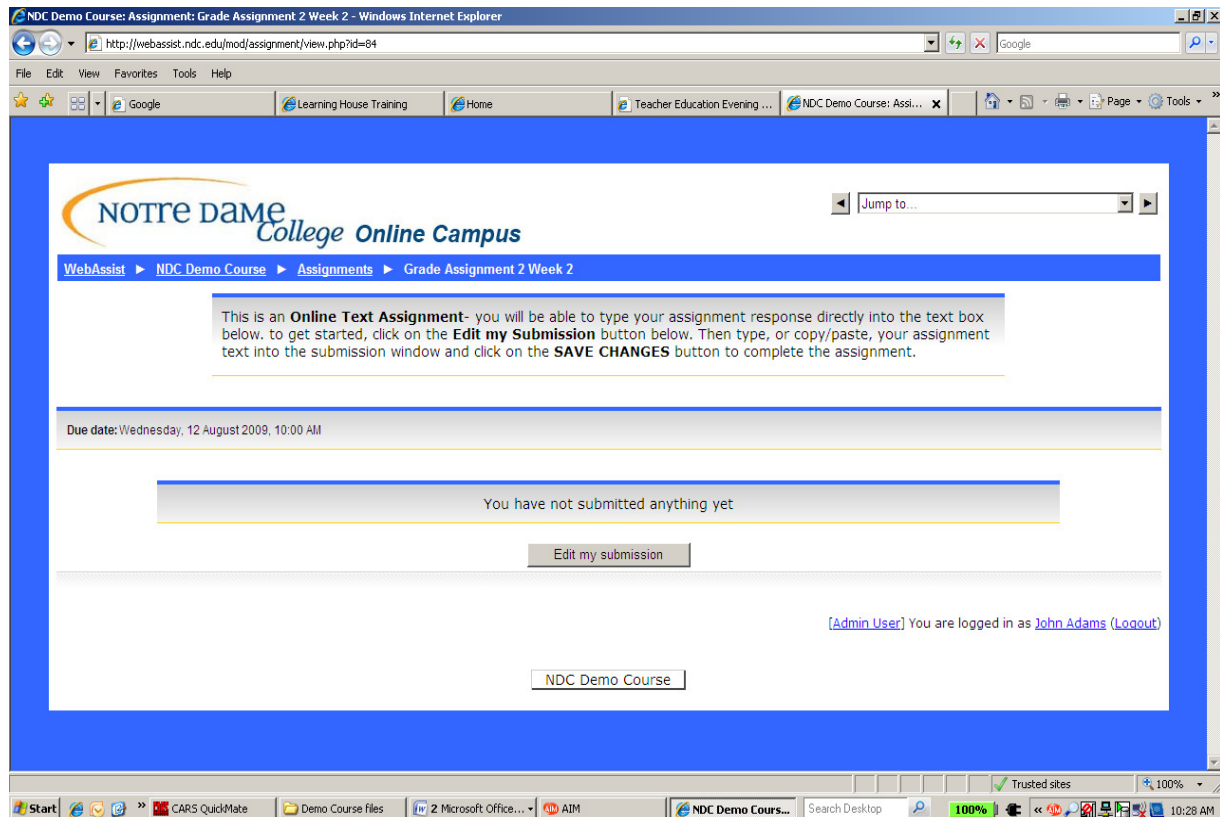 NDC Demo Course: Assignment: Grade Assignment 2 Week 2 - Windows Internet Explorer
http://webassist.ndc.edu/mod/assignment/view.php?id=84
Google
File Edit View Favorites Tools Help
Google Learning House Training Home Teacher Education Evening ... NDC Demo Course: Assi... Page Tools
NOTre Dame
College Online Campus
Jump to...
WebAssist ► NDC Demo Course ► Assignments ► Grade Assignment 2 Week 2
This is an Online Text Assignment- you will be able to type your assignment response directly into the text box
below. to get started, click on the Edit my Submission button below. Then type, or copy/paste, your assignment
text into the submission window and click on the SAVE CHANGES button to complete the assignment.
Due date: Wednesday, 12 August 2009, 10:00 AM
You have not submitted anything yet
Edit my submission
[Admin User] You are logged in as John Adams (Logout)
NDC Demo Course
Trusted sites 100%
Start CARS QuickMate Demo Course files 2 Microsoft Office... AIM NDC Demo Cours... Search Desktop 100% 10:28 AM